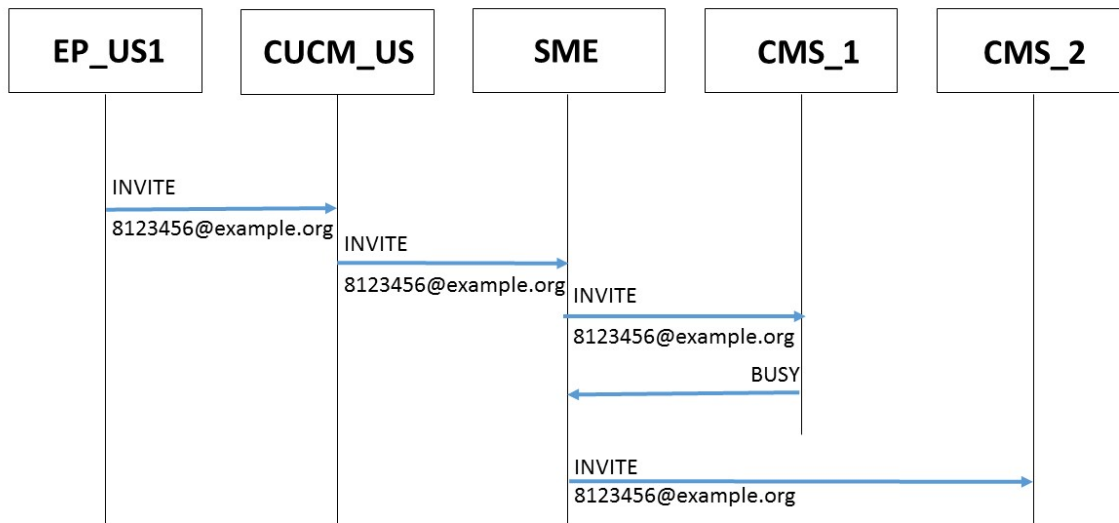 EP_US1
CUCM_US
SME
CMS_1
CMS_2
INVITE
8123456@example.org
INVITE
8123456@example.org
INVITE
8123456@example.org
BUSY
INVITE
8123456@example.org